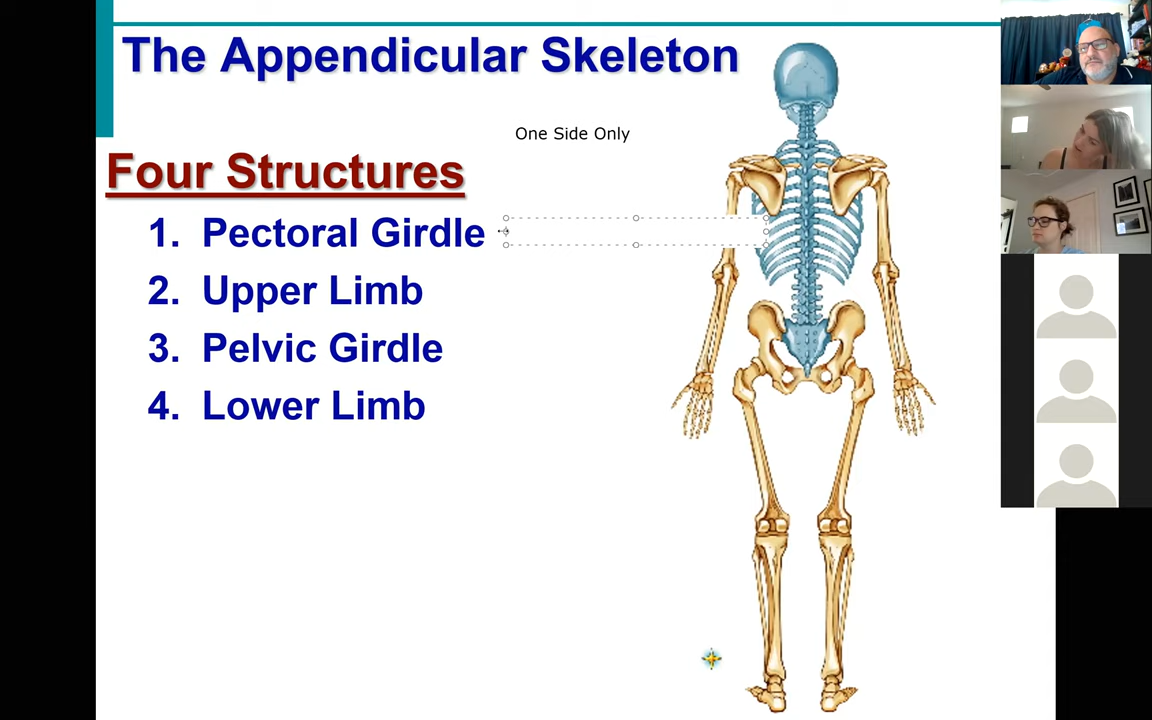 The Appendicular Skeleton
One Side Only
Four Structures
1. Pectoral Girdle
2. Upper Limb
3. Pelvic Girdle
4. Lower Limb